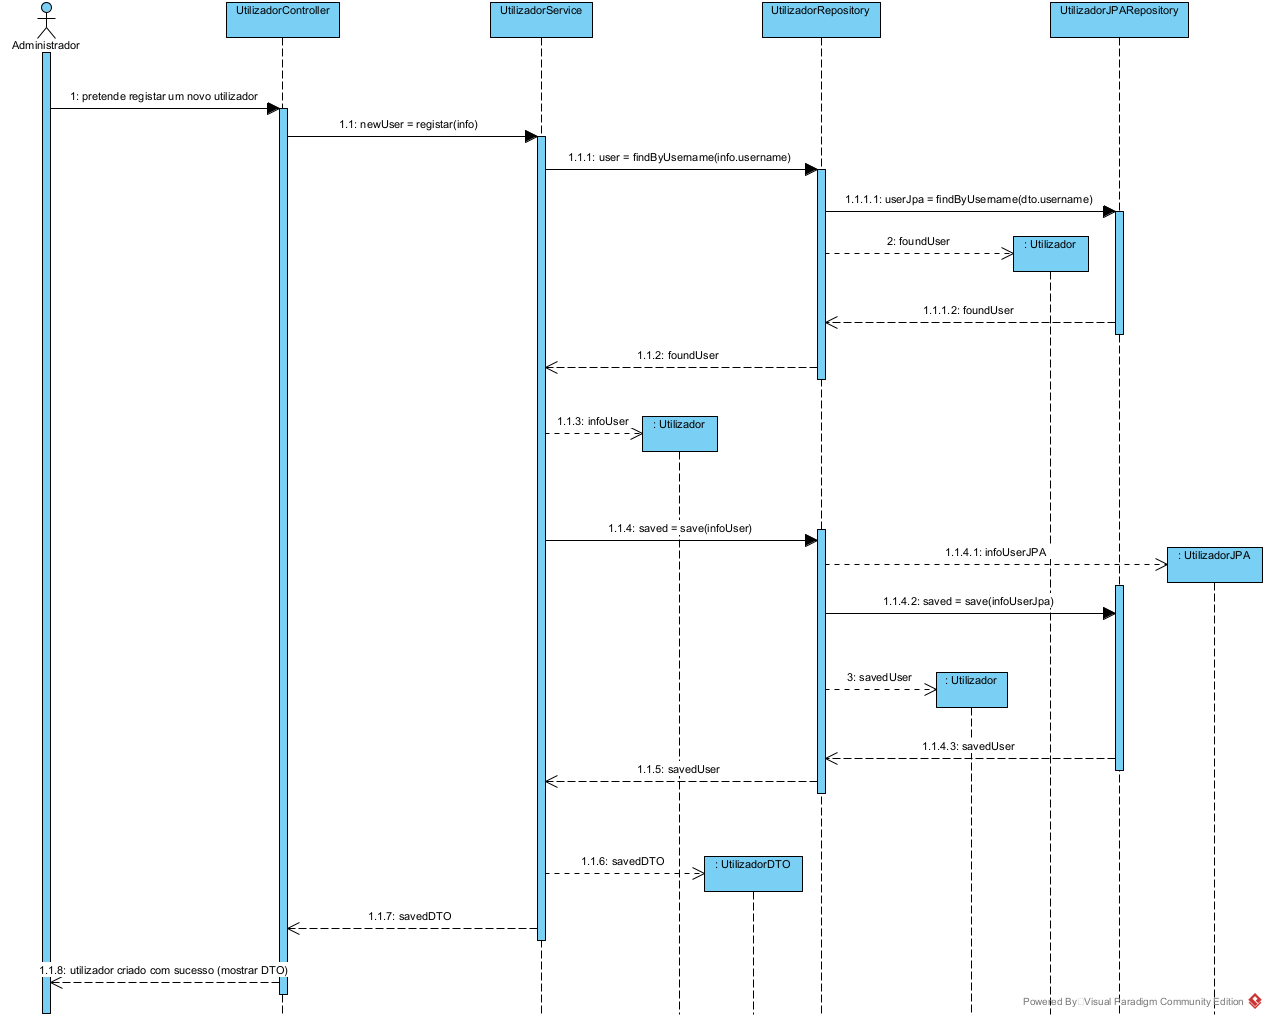 UtilizadorController
UtilizadorService
UtilizadorRepository
UtilizadorJPARepository
Administrador
1: pretende registar um novo utilizador
1.1: newUser = registar(info)
1.1.1: user = findByUsername(info.username)
1.1.1.1: userJpa = findByUsername(dto.username)
2: foundUser
: Utilizador
1.1.1.2: foundUser
1.1.2: foundUser
1.1.3: infoUser
: Utilizador
1.1.4: saved = save(infoUser)
1.1.4.1: infoUserJPA
: UtilizadorJPA
1.1.4.2: saved = save(infoUserJpa)
3: savedUser
: Utilizador
1.1.4.3: savedUser
1.1.5: savedUser
1.1.6: savedDTO
: UtilizadorDTO
1.1.7: savedDTO
1.1.8: utilizador criado com sucesso (mostrar DTO)
Powered By Visual Paradigm Community Edition